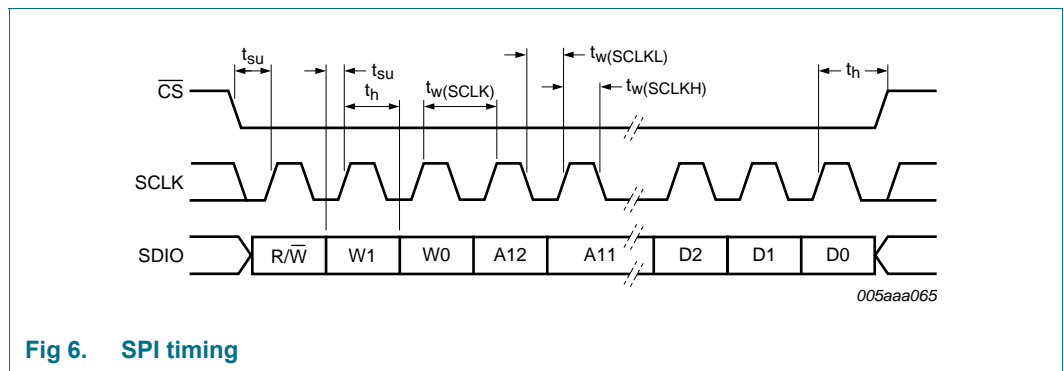 tsu
tsu
th
tw(SCLK)
tw(SCLKL)
tw(SCLKH)
th
CS
SCLK
SDIO
R/W
W1
W0
A12
A11
D2
D1
D0
005aaa065
Fig 6. SPI timing